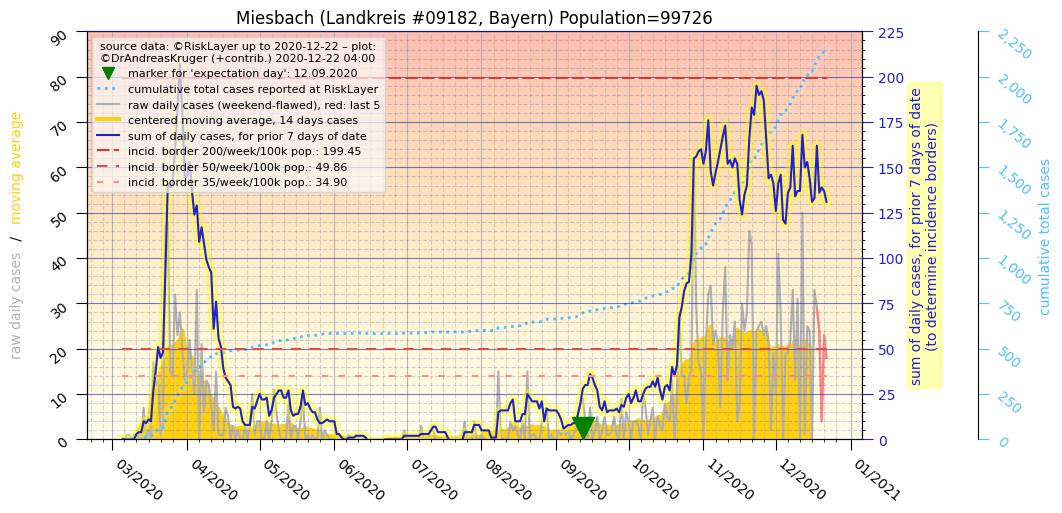 Miesbach (Landkreis #09182, Bayern) Population=99726
source data: ©RiskLayer up to 2020-12-22 – plot:
©DrAndreasKruger (+contrib.) 2020-12-22 04:00
marker for 'expectation day': 12.09.2020
cumulative total cases reported at RiskLayer
raw daily cases (weekend-flawed), red: last 5
centered moving average, 14 days cases
sum of daily cases, for prior 7 days of date
incid. border 200/week/100k pop.: 199.45
incid. border 50/week/100k pop.: 49.86
incid. border 35/week/100k pop.: 34.90
raw daily cases / moving average
90
80
70
60
50
40
30
20
10
0
225
200
175
150
125
100
75
50
25
0
sum of daily cases, for prior 7 days of date
(to determine incidence borders)
2,250
2,000
1,750
1,500
1,250
1,000
750
500
250
0
cumulative total cases
03/2020
04/2020
05/2020
06/2020
07/2020
08/2020
09/2020
10/2020
11/2020
12/2020
01/2021